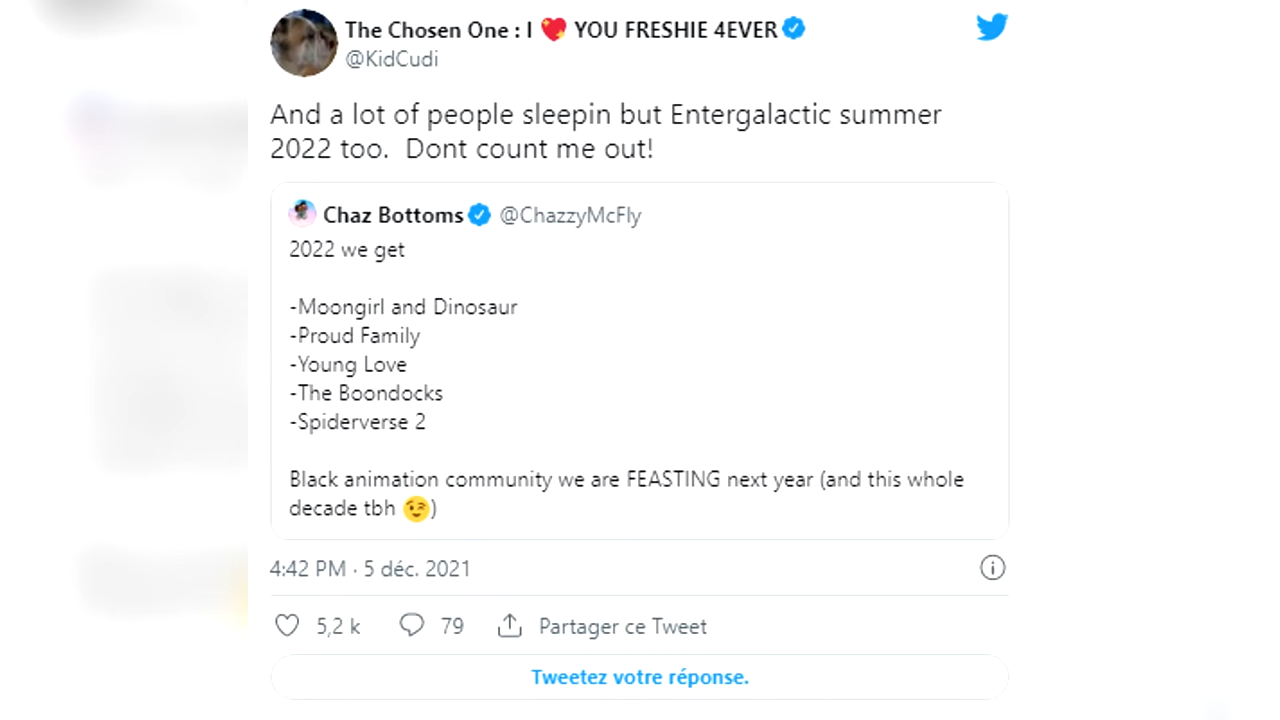 The Chosen One : I 💖 YOU FRESHIE 4EVER
@KidCudi
And a lot of people sleepin but Entergalactic summer
2022 too.  Dont count me out!
Chaz Bottoms @ChazzyMcFly
2022 we get
-Moongirl and Dinosaur
-Proud Family
-Young Love
-The Boondocks
-Spiderverse 2
Black animation community we are FEASTING next year (and this whole
decade tbh 😉)
4:42 PM · 5 déc. 2021
5,2 k 79 Partager ce Tweet
Tweetez votre réponse.